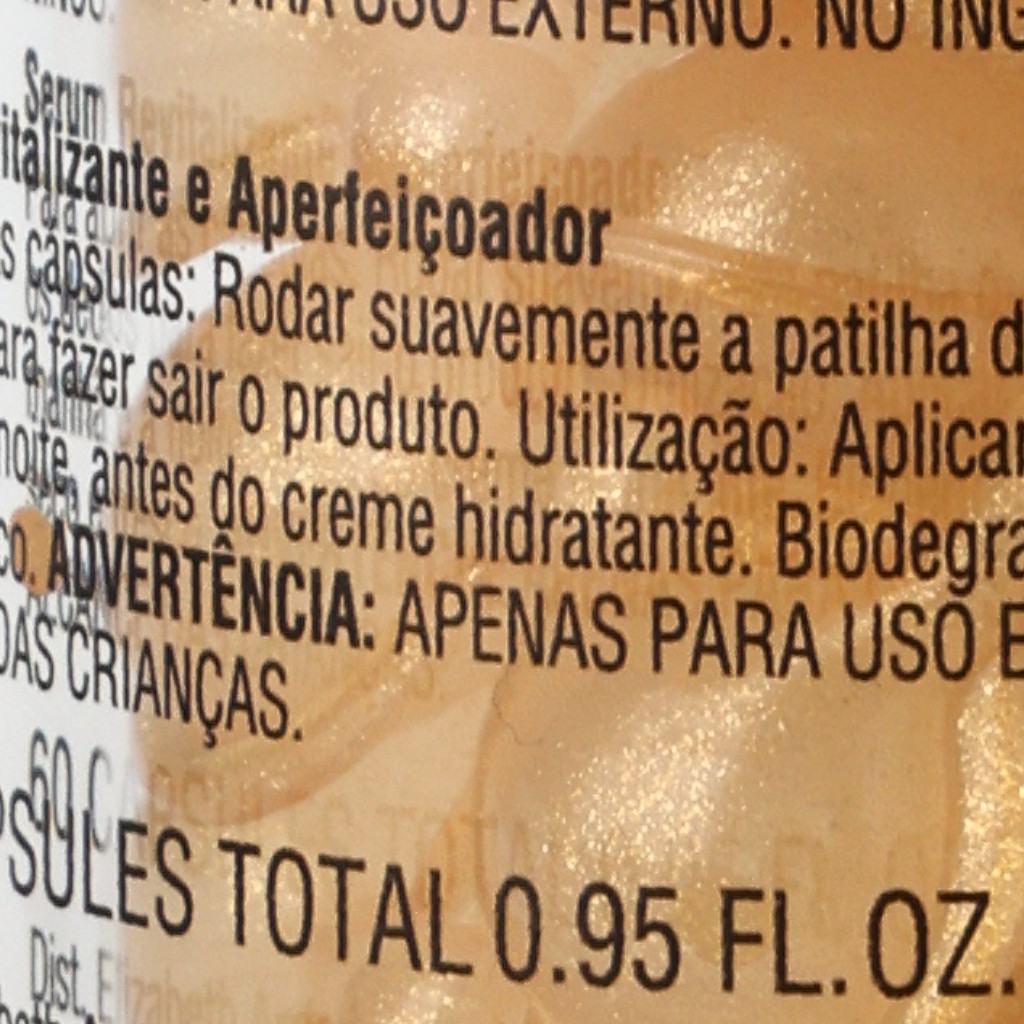 PARA USO EXTERNO. NO ING
Serum
italizante e Aperfeiçoador
s cápsulas: Rodar suavemente a patilha d
ara fazer sair o produto. Utilização: Aplicar
noite, antes do creme hidratante. Biodegra
co. ADVERTÊNCIA: APENAS PARA USO E
DAS CRIANÇAS.
60 C
PSULES TOTAL 0.95 FL. OZ.
Dist. E